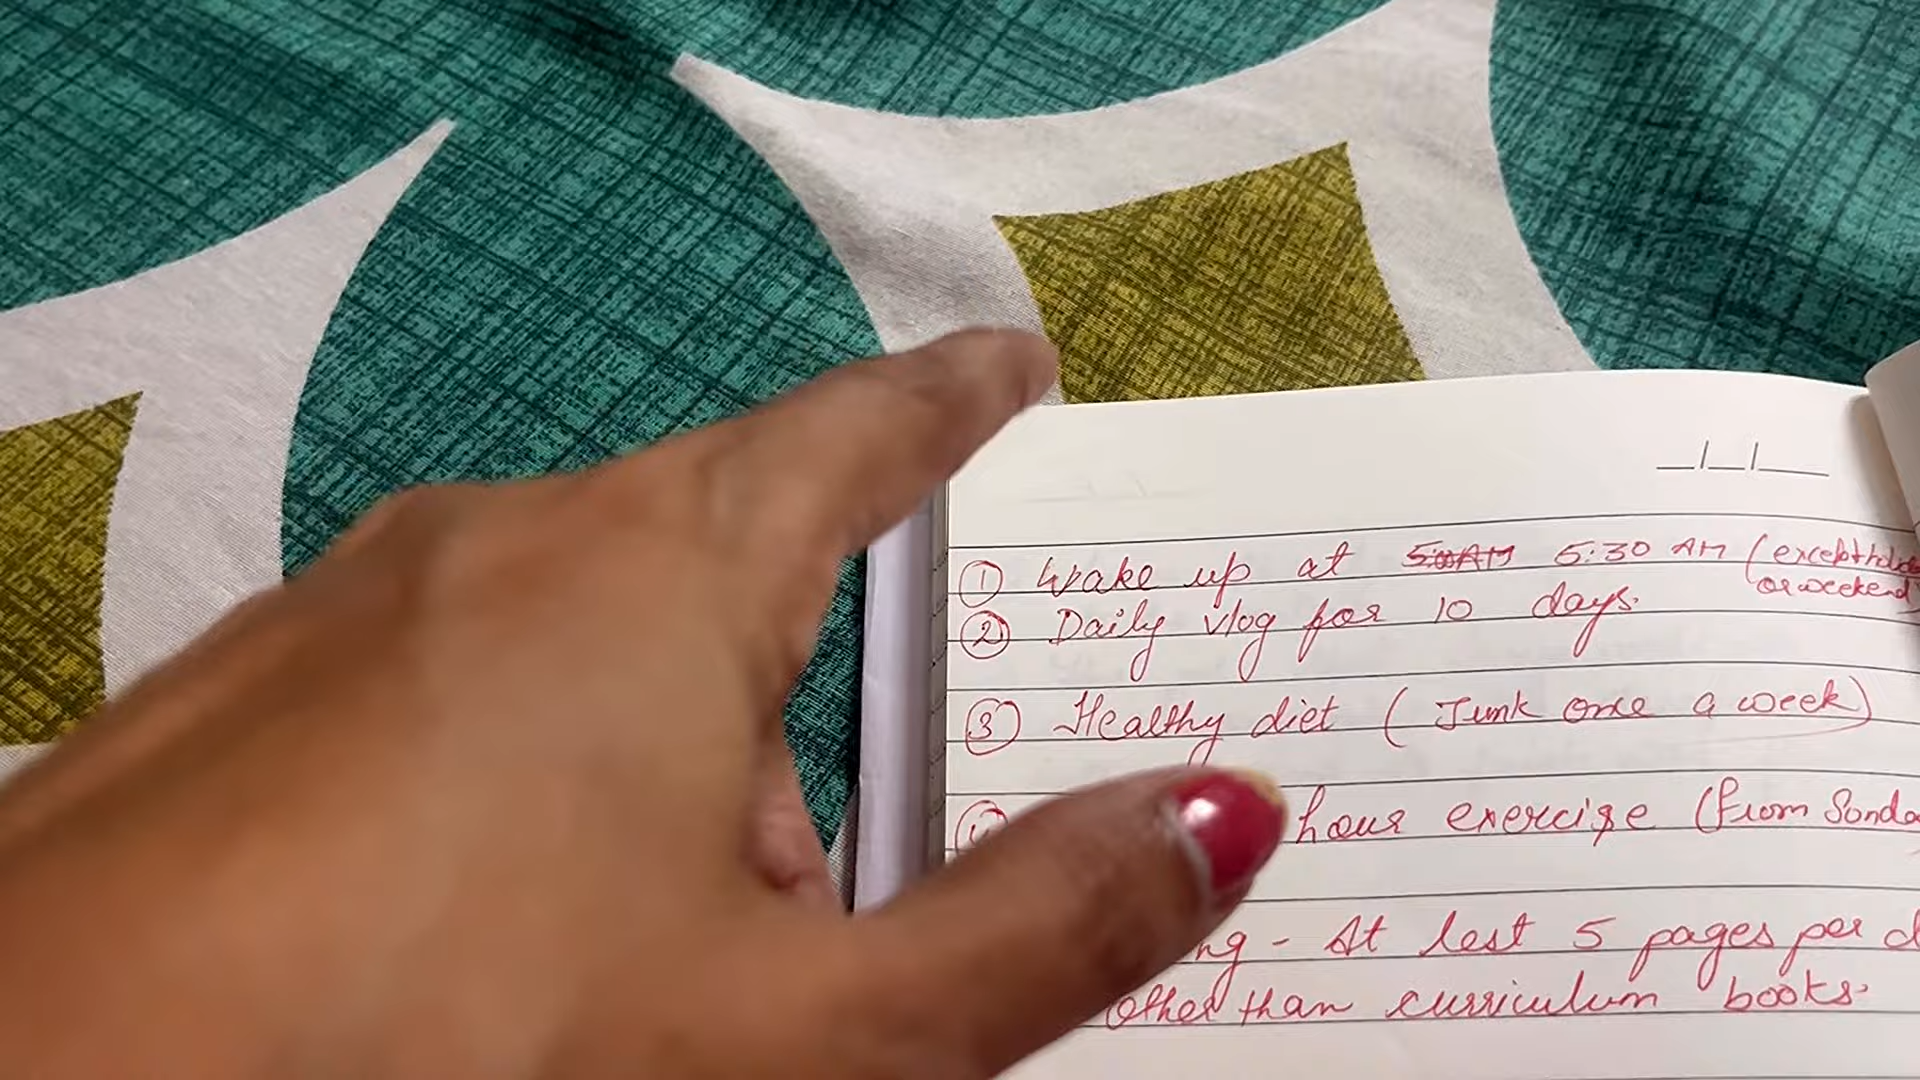 ① Wake up at 5:00AM 5:30 AM (except
or weekend)
② Daily vlog for 10 days.
③ Healthy diet (Junk once a week)
④ hour exercise (From
ng - At lest 5 pages per
other than curriculum books.